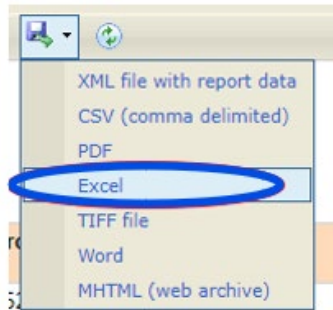 XML file with report data
CSV (comma delimited)
PDF
Excel
TIFF file
Word
MHTML (web archive)